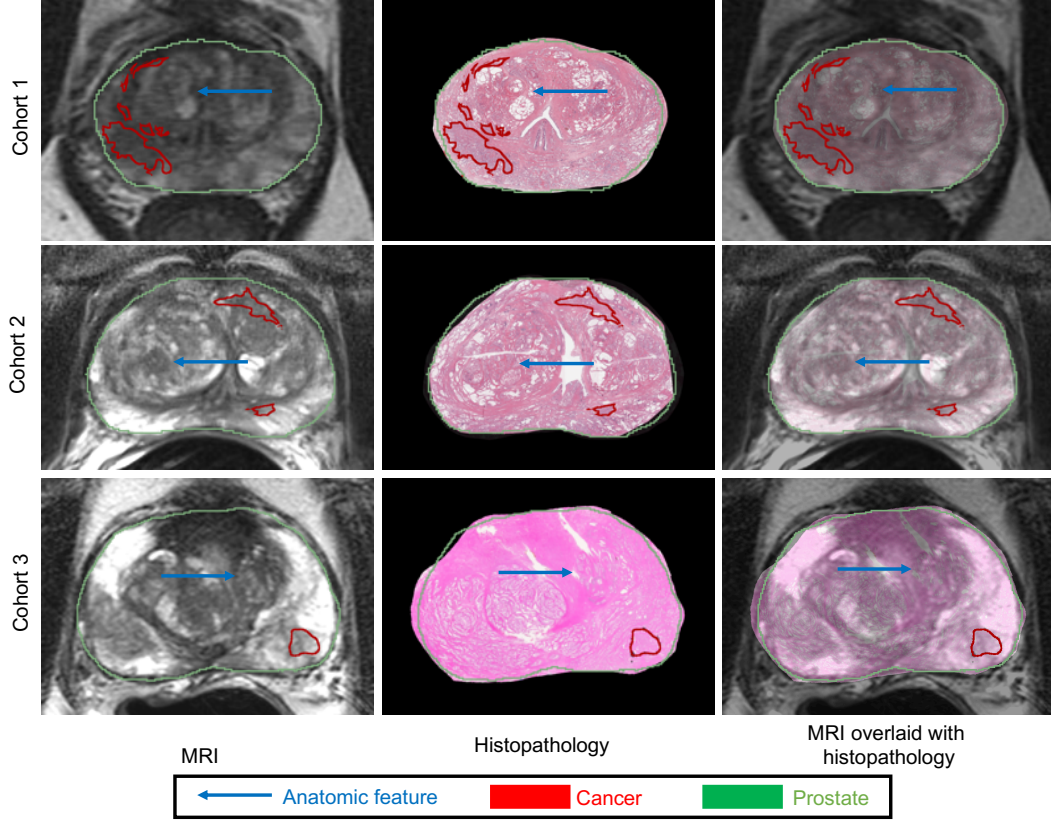 Cohort 1
Cohort 2
Cohort 3
MRI
Histopathology
MRI overlaid with
histopathology
Anatomic feature
Cancer
Prostate